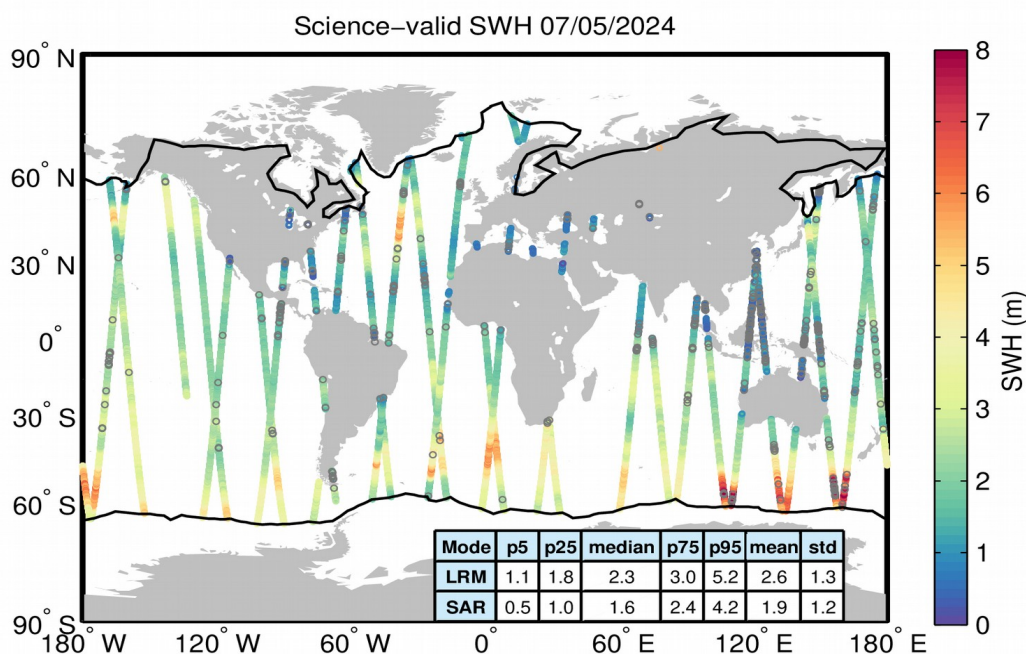 Science−valid SWH 07/05/2024
90° N
60° N
30° N
0°
30° S
60° S
90° S
180° W
120° W
60° W
0°
60° E
120° E
180° E
Mode p5 p25 median p75 p95 mean std
LRM 1.1 1.8 2.3 3.0 5.2 2.6 1.3
SAR 0.5 1.0 1.6 2.4 4.2 1.9 1.2
8
7
6
5
4
3
2
1
0
SWH (m)